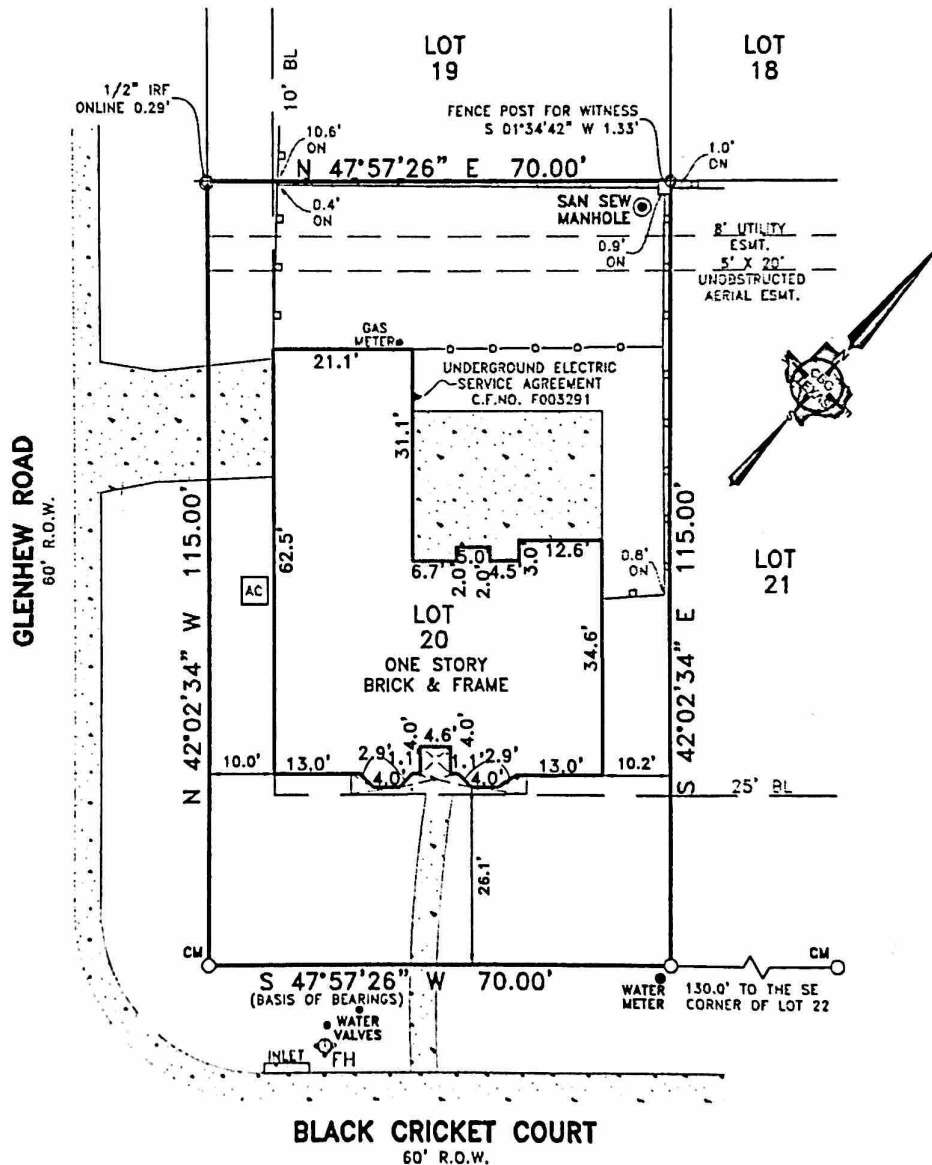 LOT
19
LOT
18
10' BL
1/2" IRF
ONLINE 0.29'
FENCE POST FOR WITNESS
S 01°34'42" W 1.33'
10.6'
ON
1.0'
ON
N 47°57'26" E 70.00'
0.4'
ON
SAN SEW
MANHOLE
0.9'
ON
8' UTILITY
ESMT.
5' X 20'
UNOBSTRUCTED
AERIAL ESMT.
GAS
METER
21.1'
UNDERGROUND ELECTRIC
SERVICE AGREEMENT
C.F.NO. F003291
CBG
TEXAS
N
S
31.1'
GLENHEW ROAD
60' R.O.W.
N 42°02'34" W 115.00'
62.5'
S 42°02'34" E 115.00'
6.7'
2.0'
5.0'
2.0'
4.5'
3.0'
12.6'
0.8'
ON
AC
LOT
21
LOT
20
ONE STORY
BRICK & FRAME
34.6'
10.0'
13.0'
2.9'
4.0'
1.1'
4.0'
4.6'
4.0'
1.1'
2.9'
4.0'
13.0'
10.2'
25' BL
26.1'
CM
CM
S 47°57'26" W 70.00'
(BASIS OF BEARINGS)
WATER
METER
130.0' TO THE SE
CORNER OF LOT 22
WATER
VALVES
INLET
FH
BLACK CRICKET COURT
60' R.O.W.